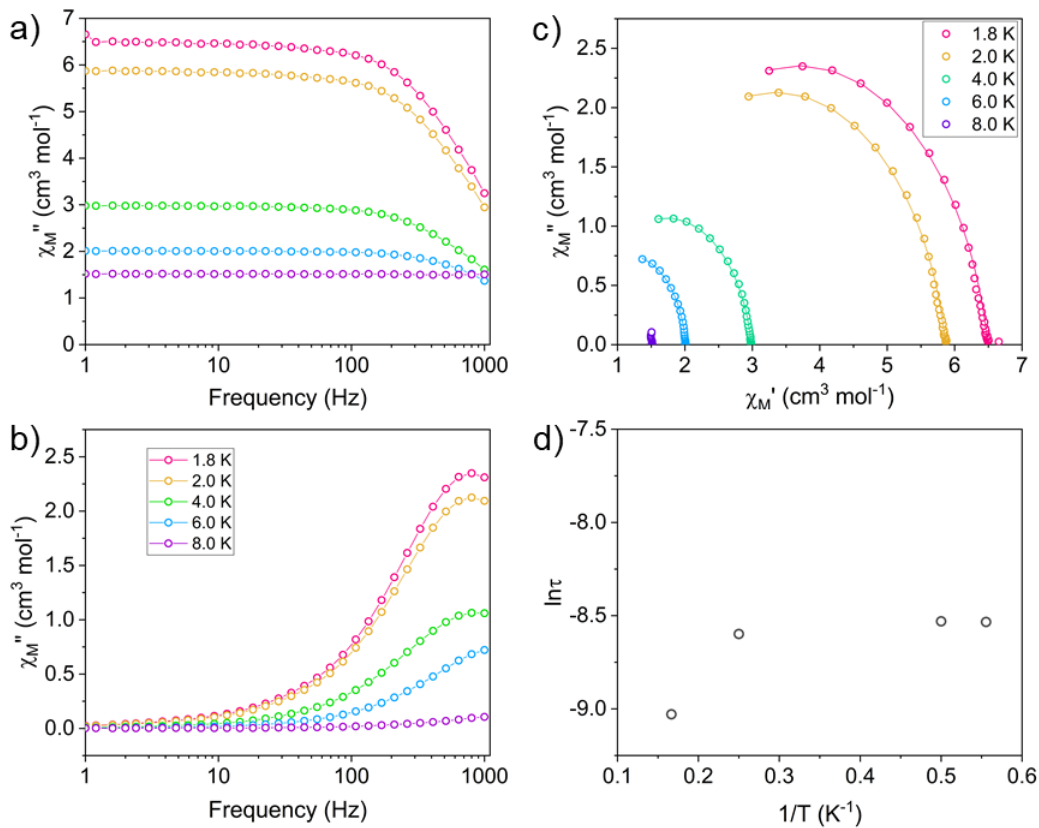 a)
7
6
5
4
3
2
1
0
χM'' (cm³ mol⁻¹)
1
10
100
1000
Frequency (Hz)
c)
2.5
2.0
1.5
1.0
0.5
0.0
χM'' (cm³ mol⁻¹)
1
2
3
4
5
6
7
χM' (cm³ mol⁻¹)
1.8 K
2.0 K
4.0 K
6.0 K
8.0 K
b)
2.5
2.0
1.5
1.0
0.5
0.0
χM'' (cm³ mol⁻¹)
1
10
100
1000
Frequency (Hz)
1.8 K
2.0 K
4.0 K
6.0 K
8.0 K
d)
-7.5
-8.0
-8.5
-9.0
lnτ
0.1
0.2
0.3
0.4
0.5
0.6
1/T (K⁻¹)